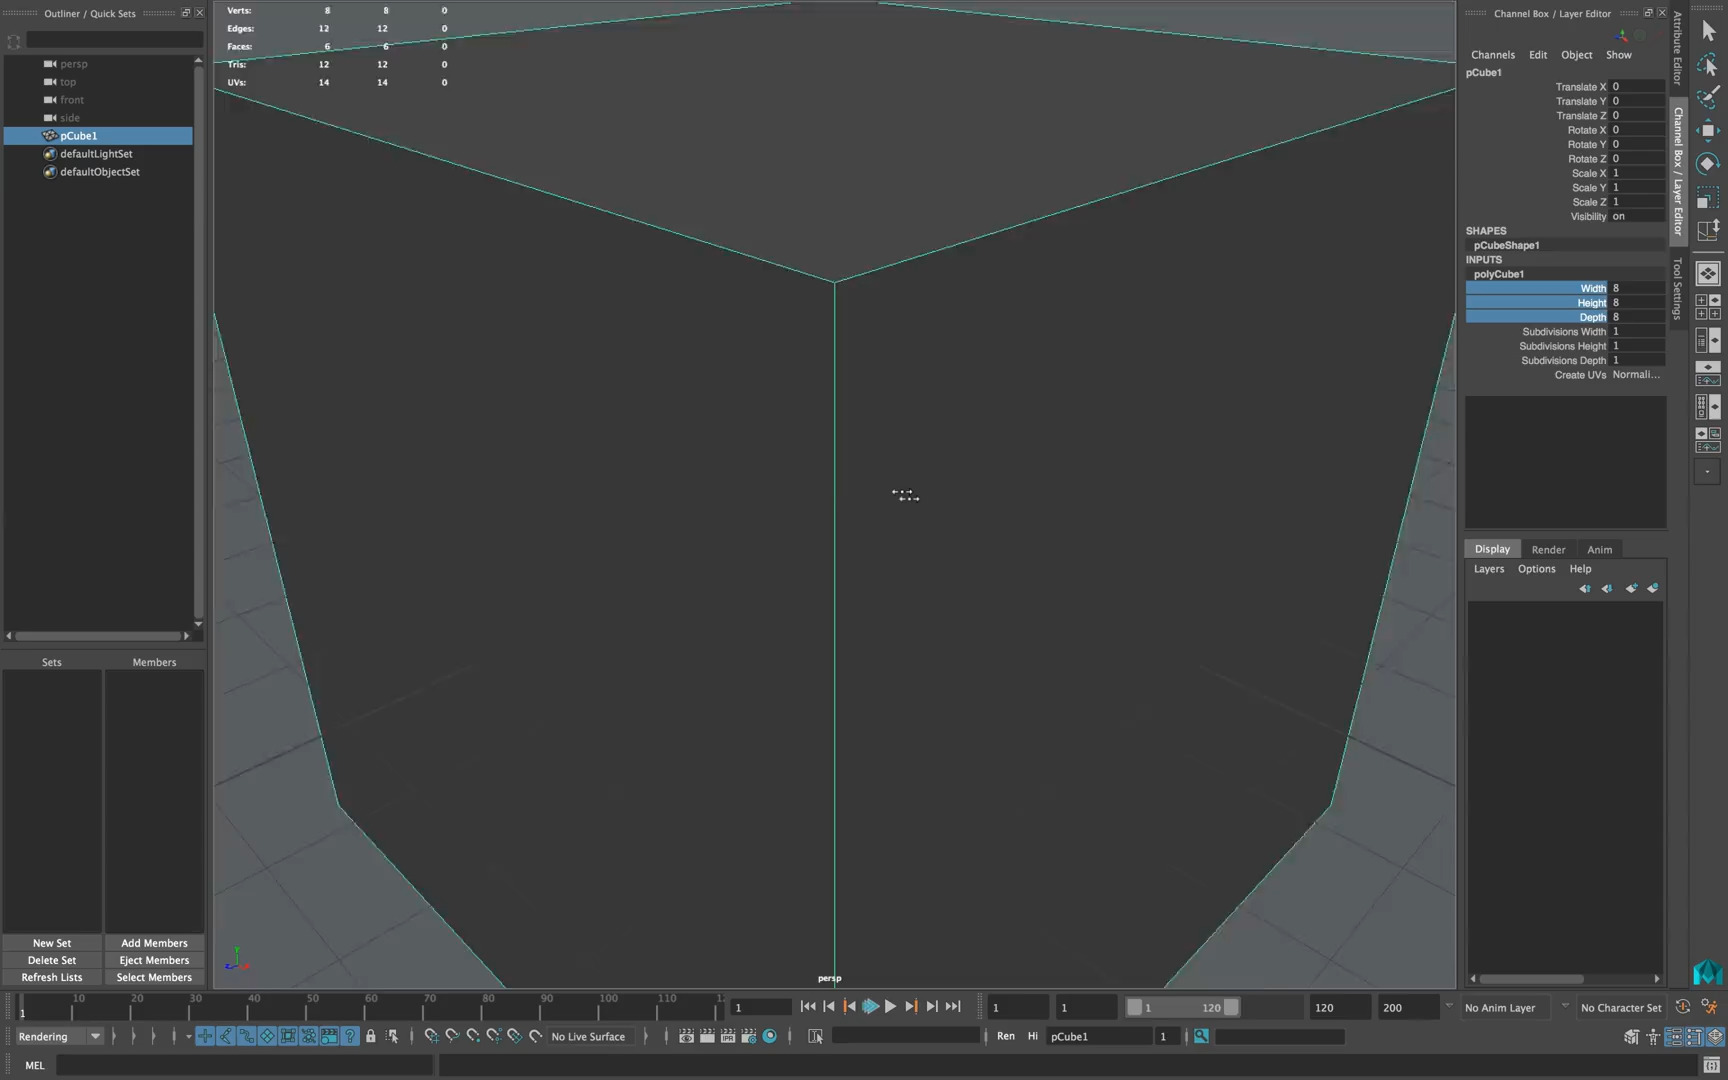 Outliner / Quick Sets
persp
top
front
side
pCube1
defaultLightSet
defaultObjectSet
Sets Members
New Set Add Members
Delete Set Eject Members
Refresh Lists Select Members
Verts: 8 8 0
Edges: 12 12 0
Faces: 6 6 0
Tris: 12 12 0
UVs: 14 14 0
persp
Channel Box / Layer Editor
Channels Edit Object Show
pCube1
Translate X 0
Translate Y 0
Translate Z 0
Rotate X 0
Rotate Y 0
Rotate Z 0
Scale X 1
Scale Y 1
Scale Z 1
Visibility on
SHAPES
pCubeShape1
INPUTS
polyCube1
Width 8
Height 8
Depth 8
Subdivisions Width 1
Subdivisions Height 1
Subdivisions Depth 1
Create UVs Normali...
Display Render Anim
Layers Options Help
Attribute Editor
Channel Box / Layer Editor
Tool Settings
10 20 30 40 50 60 70 80 90 100 110 12
1
1
1 1 1 120 120 200 No Anim Layer No Character Set
Rendering No Live Surface IPR Ren Hi pCube1 1
MEL